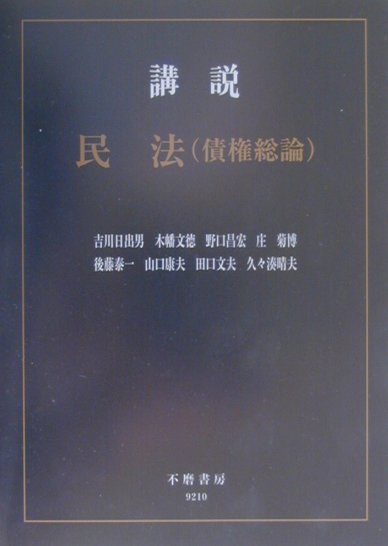 講説
民法(債権総論)
吉川日出男 木幡文徳 野口昌宏 庄菊博
後藤泰一 山口康夫 田口文夫 久々湊晴夫
不磨書房
9210